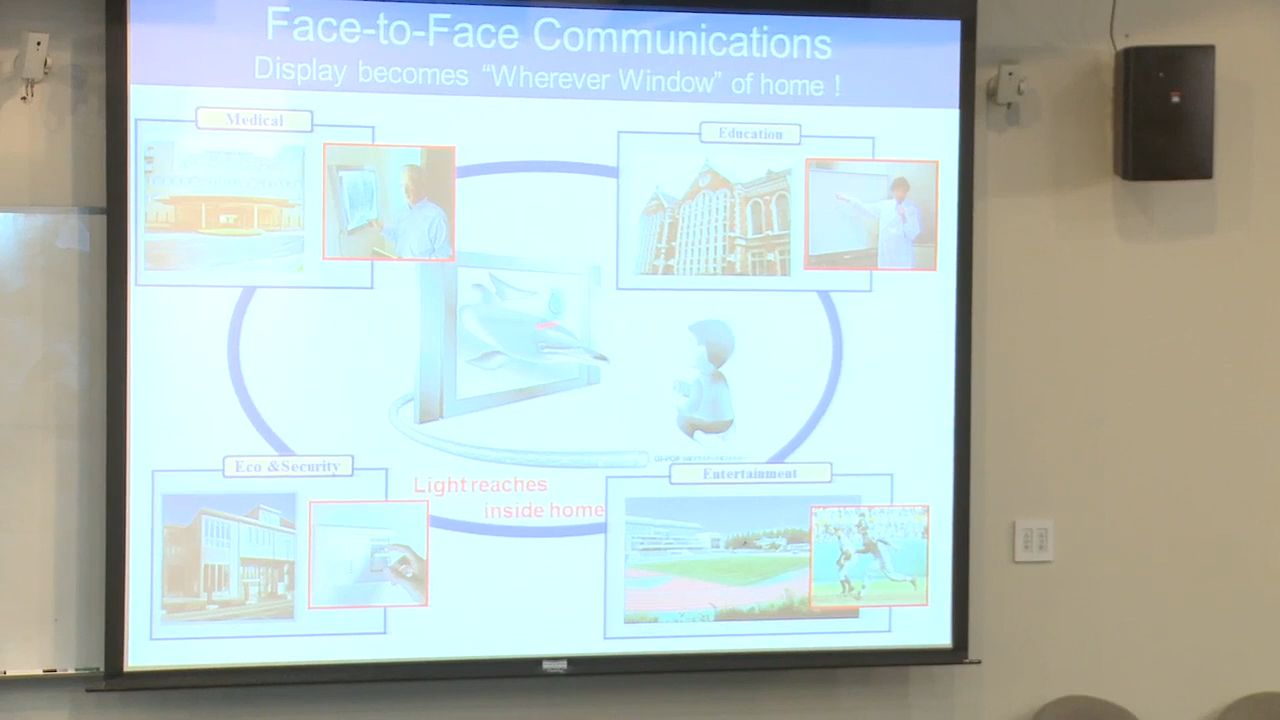 Face-to-Face Communications
Display becomes “Wherever Window” of home !
Medical
Education
Eco &Security
Light reaches
inside home
Entertainment